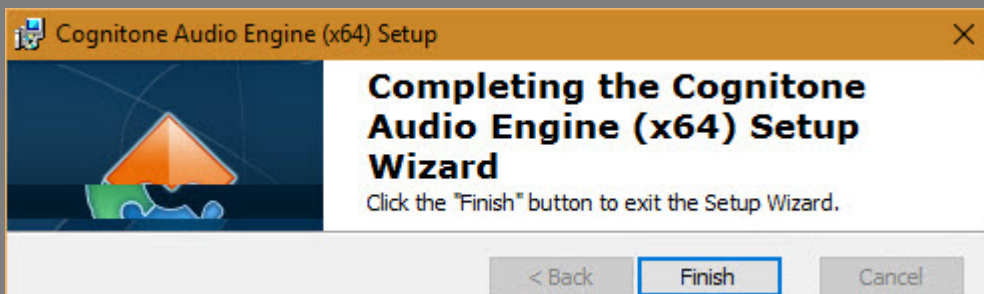 Cognitone Audio Engine (x64) Setup
Completing the Cognitone
Audio Engine (x64) Setup
Wizard
Click the "Finish" button to exit the Setup Wizard.
< Back
Finish
Cancel